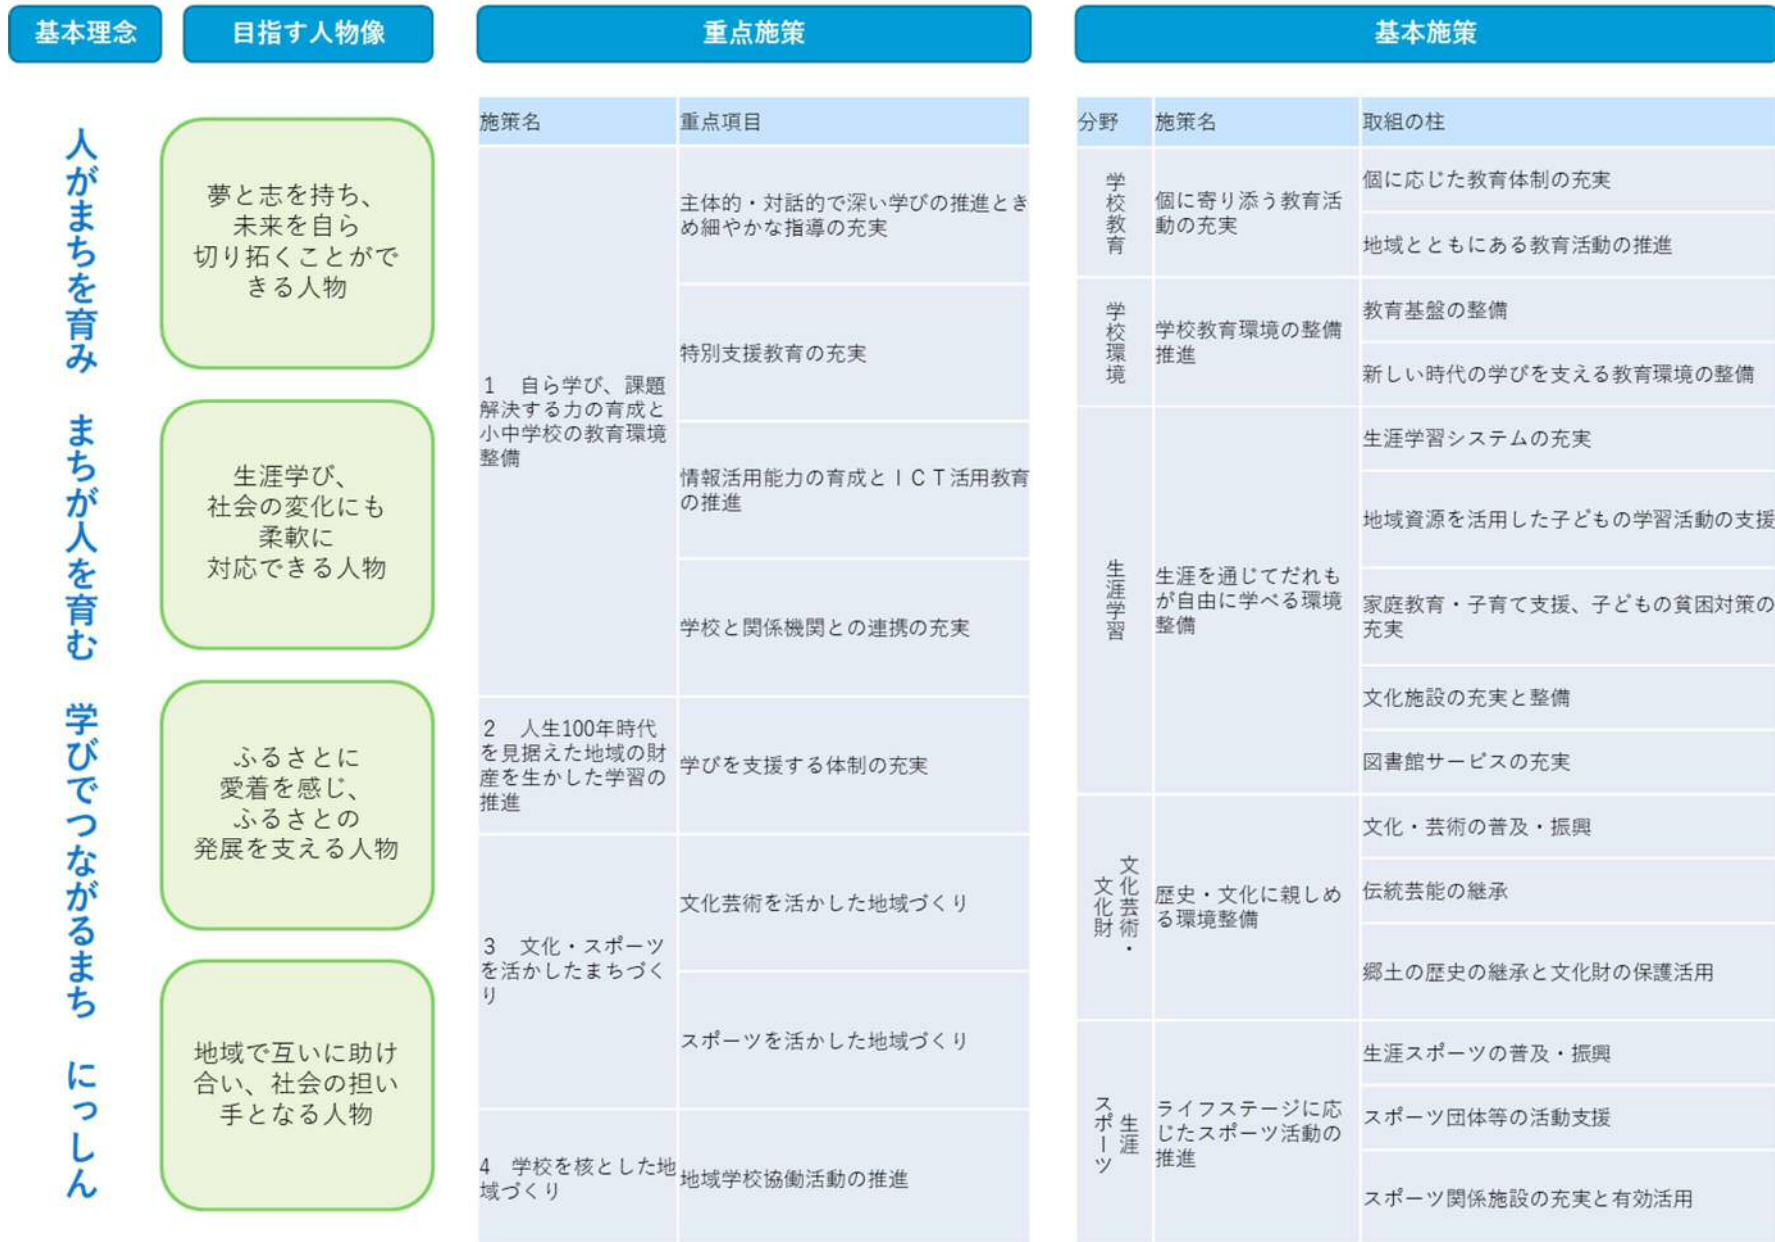 基本理念
目指す人物像
重点施策
基本施策
人がまちを育み　まちが人を育む　学びでつながるまち　にっしん
夢と志を持ち、
未来を自ら
切り拓くことがで
きる人物
生涯学び、
社会の変化にも
柔軟に
対応できる人物
ふるさとに
愛着を感じ、
ふるさとの
発展を支える人物
地域で互いに助け
合い、社会の担い
手となる人物
施策名
重点項目
1　自ら学び、課題
解決する力の育成と
小中学校の教育環境
整備
主体的・対話的で深い学びの推進とき
め細やかな指導の充実
特別支援教育の充実
情報活用能力の育成とＩＣＴ活用教育
の推進
学校と関係機関との連携の充実
2　人生100年時代
を見据えた地域の財
産を生かした学習の
推進
学びを支援する体制の充実
3　文化・スポーツ
を活かしたまちづく
り
文化芸術を活かした地域づくり
スポーツを活かした地域づくり
4　学校を核とした地
域づくり
地域学校協働活動の推進
分野
施策名
取組の柱
学校教育
個に寄り添う教育活
動の充実
個に応じた教育体制の充実
地域とともにある教育活動の推進
学校環境
学校教育環境の整備
推進
教育基盤の整備
新しい時代の学びを支える教育環境の整備
生涯学習
生涯を通じてだれも
が自由に学べる環境
整備
生涯学習システムの充実
地域資源を活用した子どもの学習活動の支援
家庭教育・子育て支援、子どもの貧困対策の
充実
文化施設の充実と整備
図書館サービスの充実
文化芸術・
文化財
歴史・文化に親しめ
る環境整備
文化・芸術の普及・振興
伝統芸能の継承
郷土の歴史の継承と文化財の保護活用
生涯
スポーツ
ライフステージに応
じたスポーツ活動の
推進
生涯スポーツの普及・振興
スポーツ団体等の活動支援
スポーツ関係施設の充実と有効活用